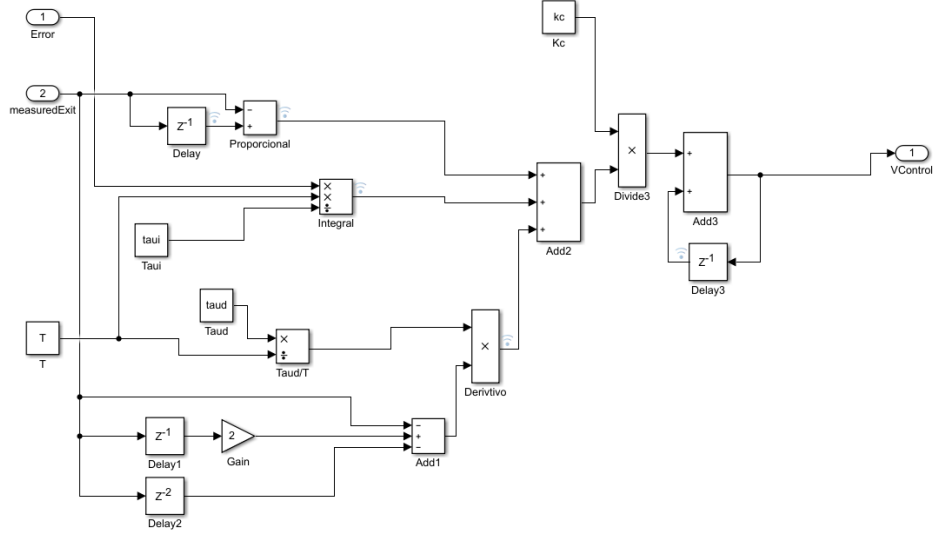 1
Error
kc
Kc
2
measuredExit
Z-1
Delay
−
+
Proporcional
×
Divide3
+
+
Add3
1
VControl
×
×
÷
Integral
+
+
+
Add2
taui
Taui
Z-1
Delay3
taud
Taud
T
T
×
÷
Taud/T
×
Derivtivo
Z-1
Delay1
2
Gain
−
+
−
Add1
Z-2
Delay2